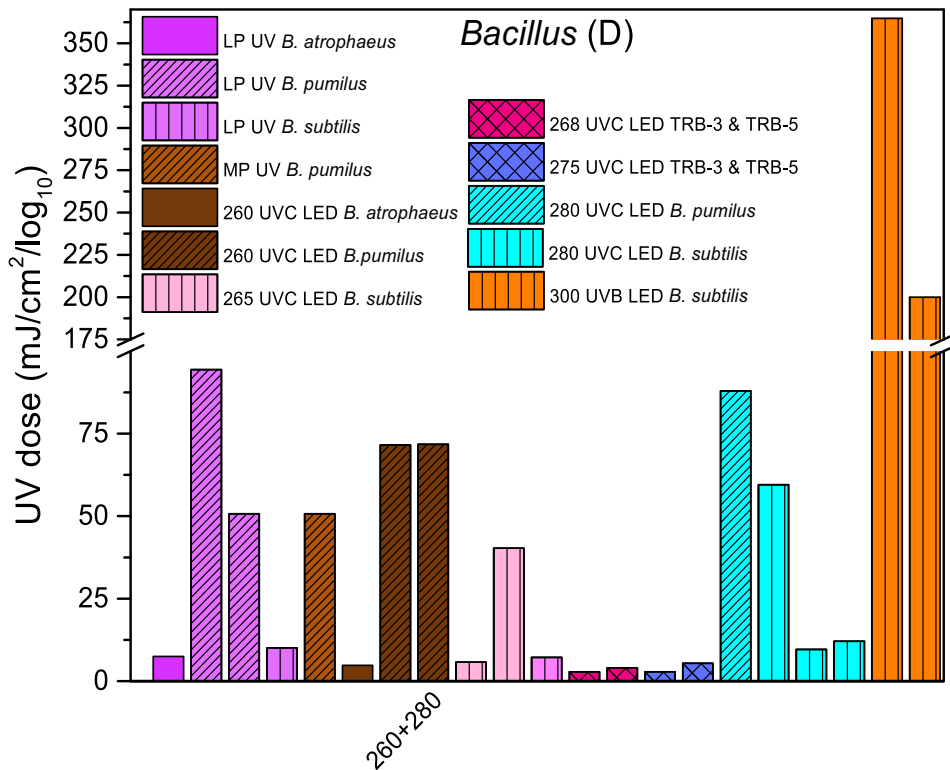 Bacillus (D)
LP UV B. atrophaeus
LP UV B. pumilus
LP UV B. subtilis
MP UV B. pumilus
260 UVC LED B. atrophaeus
260 UVC LED B.pumilus
265 UVC LED B. subtilis
268 UVC LED TRB-3 & TRB-5
275 UVC LED TRB-3 & TRB-5
280 UVC LED B. pumilus
280 UVC LED B. subtilis
300 UVB LED B. subtilis
UV dose (mJ/cm²/log₁₀)
350
325
300
275
250
225
200
175
75
50
25
0
260+280